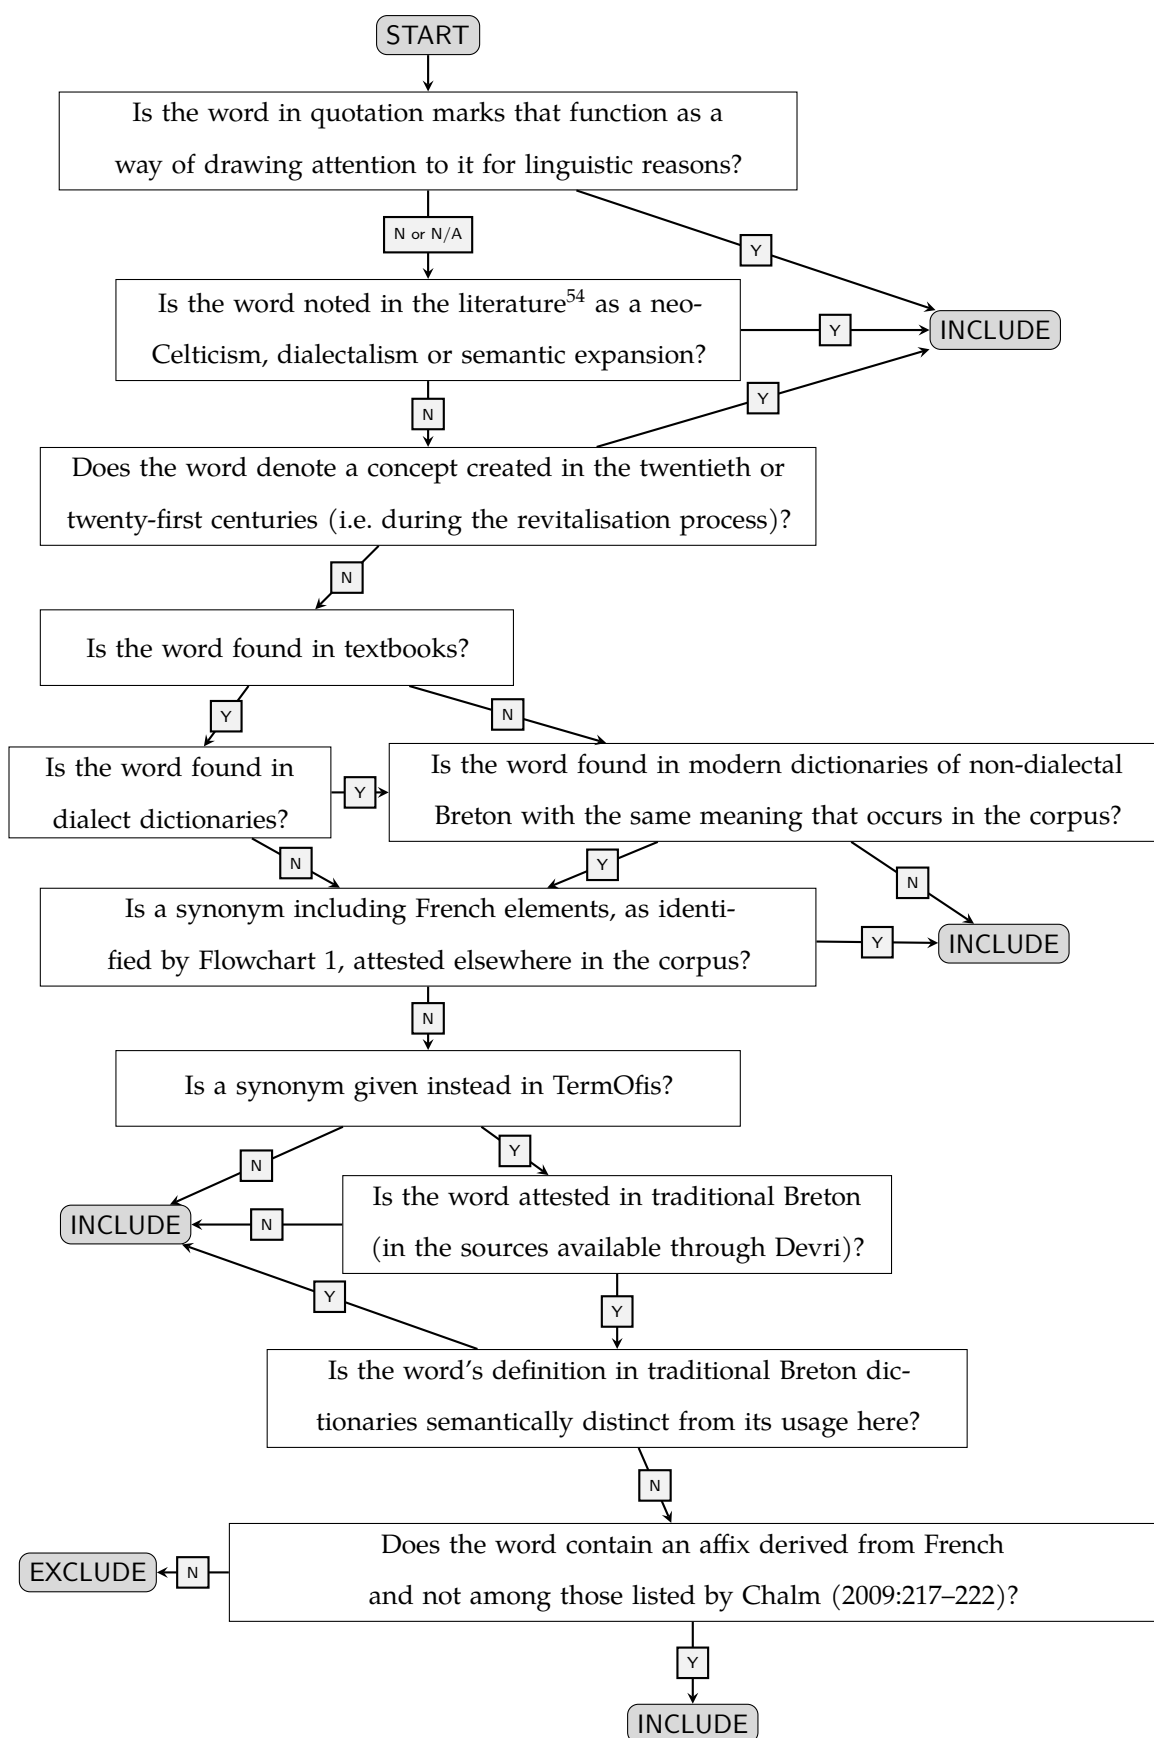 START
Is the word in quotation marks that function as a
way of drawing attention to it for linguistic reasons?
N or N/A
Y
Is the word noted in the literature54 as a neo-
Celticism, dialectalism or semantic expansion?
Y
INCLUDE
N
Y
Does the word denote a concept created in the twentieth or
twenty-first centuries (i.e. during the revitalisation process)?
N
Is the word found in textbooks?
Y
N
Is the word found in
dialect dictionaries?
Y
Is the word found in modern dictionaries of non-dialectal
Breton with the same meaning that occurs in the corpus?
N
Y
N
Is a synonym including French elements, as identi-
fied by Flowchart 1, attested elsewhere in the corpus?
Y
INCLUDE
N
Is a synonym given instead in TermOfis?
N
Y
INCLUDE
N
Is the word attested in traditional Breton
(in the sources available through Devri)?
Y
Y
Is the word's definition in traditional Breton dic-
tionaries semantically distinct from its usage here?
N
EXCLUDE
N
Does the word contain an affix derived from French
and not among those listed by Chalm (2009:217–222)?
Y
INCLUDE